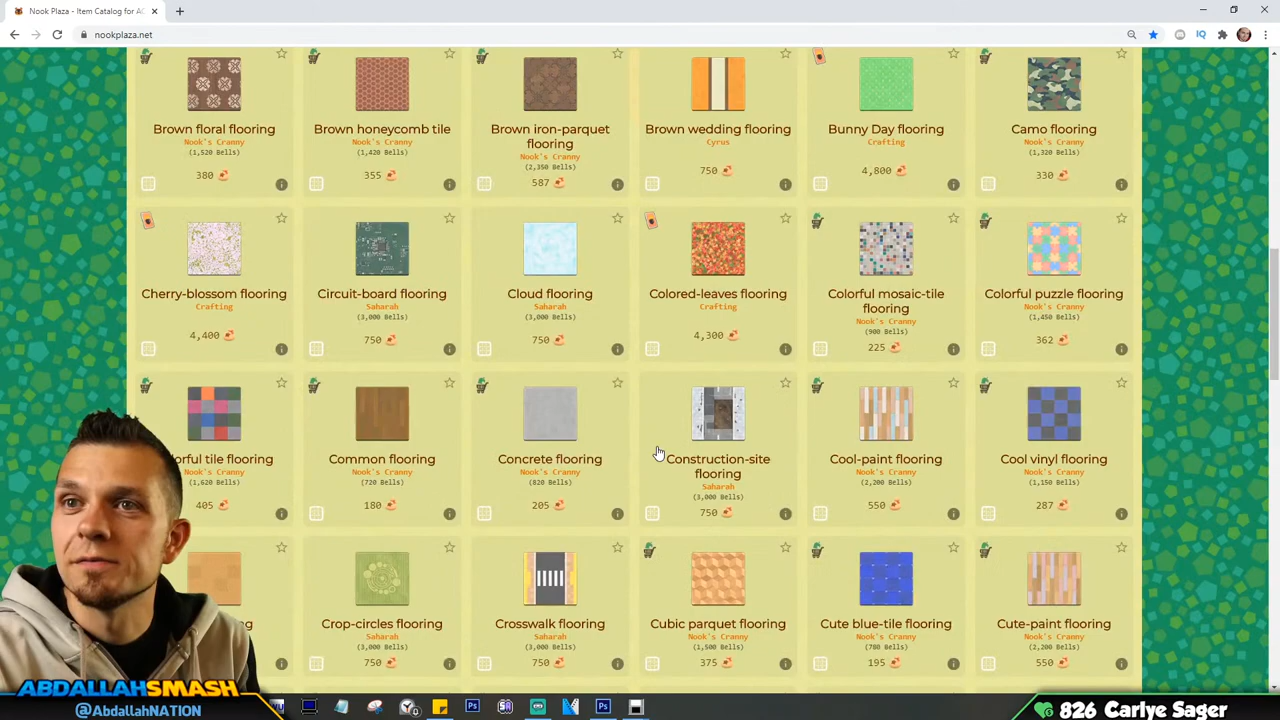 Nook Plaza - Item Catalog for AC
nookplaza.net
Brown floral flooring
Nook's Cranny
(1,520 Bells)
380
Brown honeycomb tile
Nook's Cranny
(1,420 Bells)
355
Brown iron-parquet
flooring
Nook's Cranny
(2,350 Bells)
587
Brown wedding flooring
Cyrus
750
Bunny Day flooring
Crafting
4,800
Camo flooring
Nook's Cranny
(1,320 Bells)
330
Cherry-blossom flooring
Crafting
4,400
Circuit-board flooring
Saharah
(3,000 Bells)
750
Cloud flooring
Saharah
(3,000 Bells)
750
Colored-leaves flooring
Crafting
4,300
Colorful mosaic-tile
flooring
Nook's Cranny
(900 Bells)
225
Colorful puzzle flooring
Nook's Cranny
(1,450 Bells)
362
rful tile flooring
Nook's Cranny
(1,620 Bells)
405
Common flooring
Nook's Cranny
(720 Bells)
180
Concrete flooring
Nook's Cranny
(820 Bells)
205
Construction-site
flooring
Saharah
(3,000 Bells)
750
Cool-paint flooring
Nook's Cranny
(2,200 Bells)
550
Cool vinyl flooring
Nook's Cranny
(1,150 Bells)
287
Crop-circles flooring
Saharah
(3,000 Bells)
750
Crosswalk flooring
Saharah
(3,000 Bells)
750
Cubic parquet flooring
Nook's Cranny
(1,500 Bells)
375
Cute blue-tile flooring
Nook's Cranny
(780 Bells)
195
Cute-paint flooring
Nook's Cranny
(2,200 Bells)
550
ABDALLAHSMASH
@AbdallahNATION
826 Carlye Sager